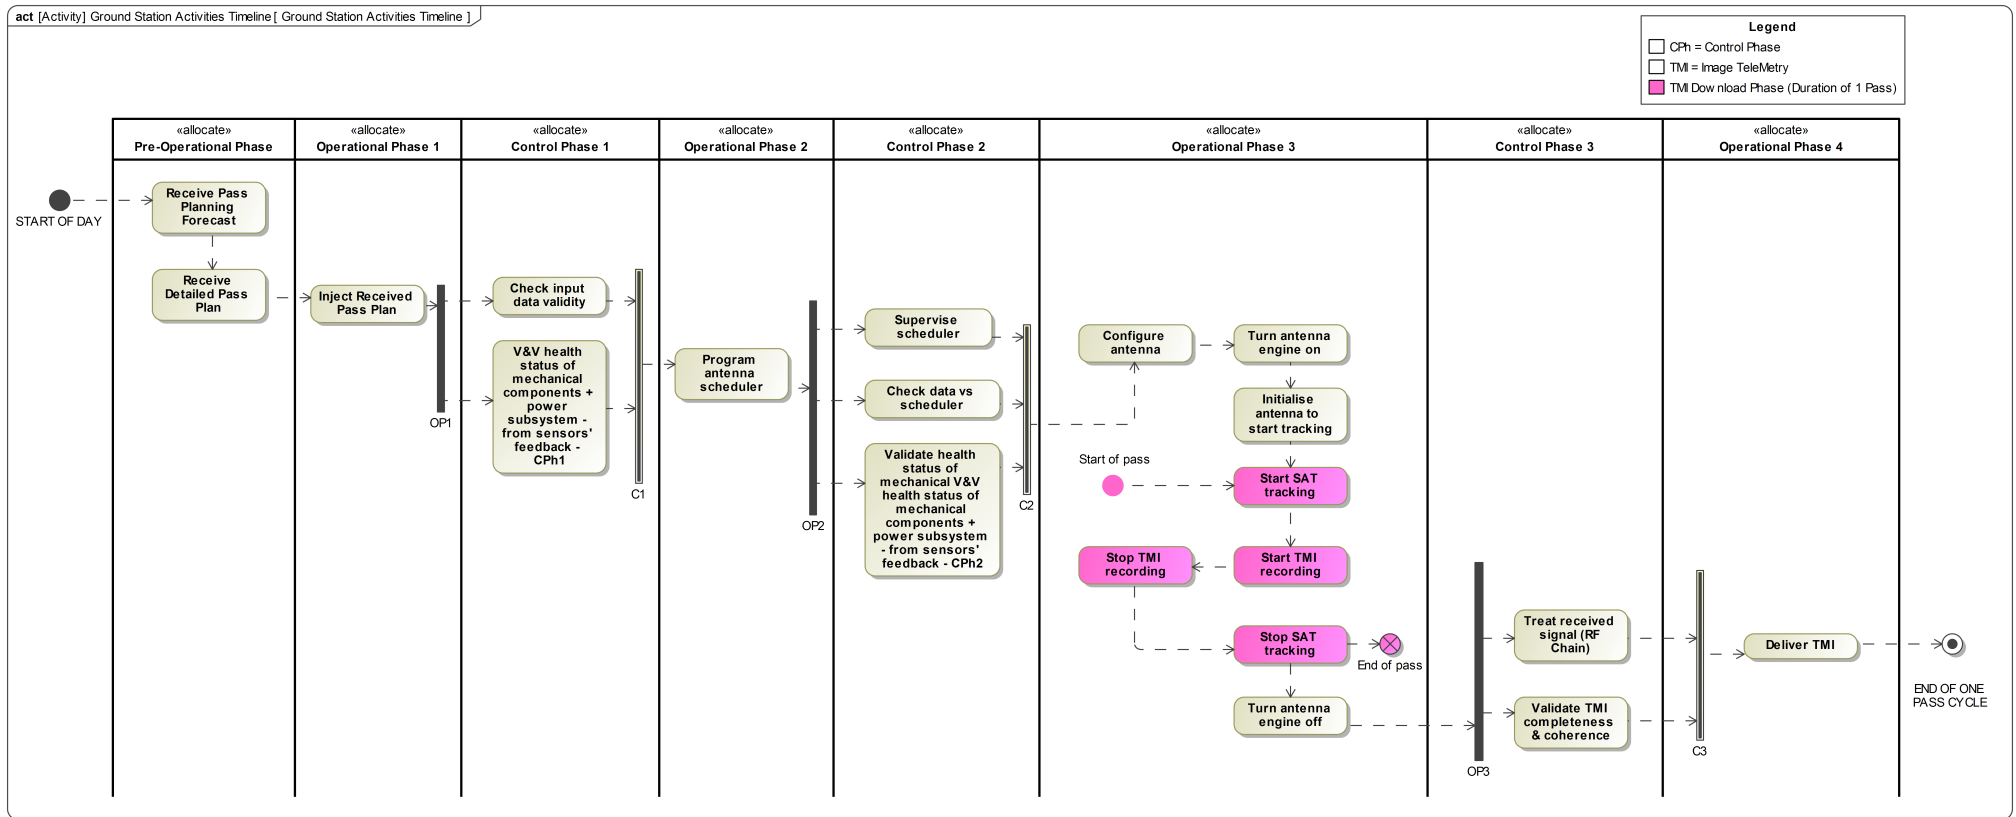 act [Activity] Ground Station Activities Timeline [ Ground Station Activities Timeline ]
Legend
CPh = Control Phase
TMI = Image TeleMetry
TMI Download Phase (Duration of 1 Pass)
«allocate»
Pre-Operational Phase
«allocate»
Operational Phase 1
«allocate»
Control Phase 1
«allocate»
Operational Phase 2
«allocate»
Control Phase 2
«allocate»
Operational Phase 3
«allocate»
Control Phase 3
«allocate»
Operational Phase 4
START OF DAY
Receive Pass
Planning
Forecast
Receive
Detailed Pass
Plan
Inject Received
Pass Plan
OP1
Check input
data validity
V&V health
status of
mechanical
components +
power
subsystem -
from sensors'
feedback -
CPh1
C1
Program
antenna
scheduler
OP2
Supervise
scheduler
Check data vs
scheduler
Validate health
status of
mechanical V&V
health status of
mechanical
components +
power subsystem
- from sensors'
feedback - CPh2
C2
Configure
antenna
Turn antenna
engine on
Initialise
antenna to
start tracking
Start of pass
Start SAT
tracking
Stop TMI
recording
Start TMI
recording
Stop SAT
tracking
End of pass
Turn antenna
engine off
OP3
Treat received
signal (RF
Chain)
Validate TMI
completeness
& coherence
C3
Deliver TMI
END OF ONE
PASS CYCLE